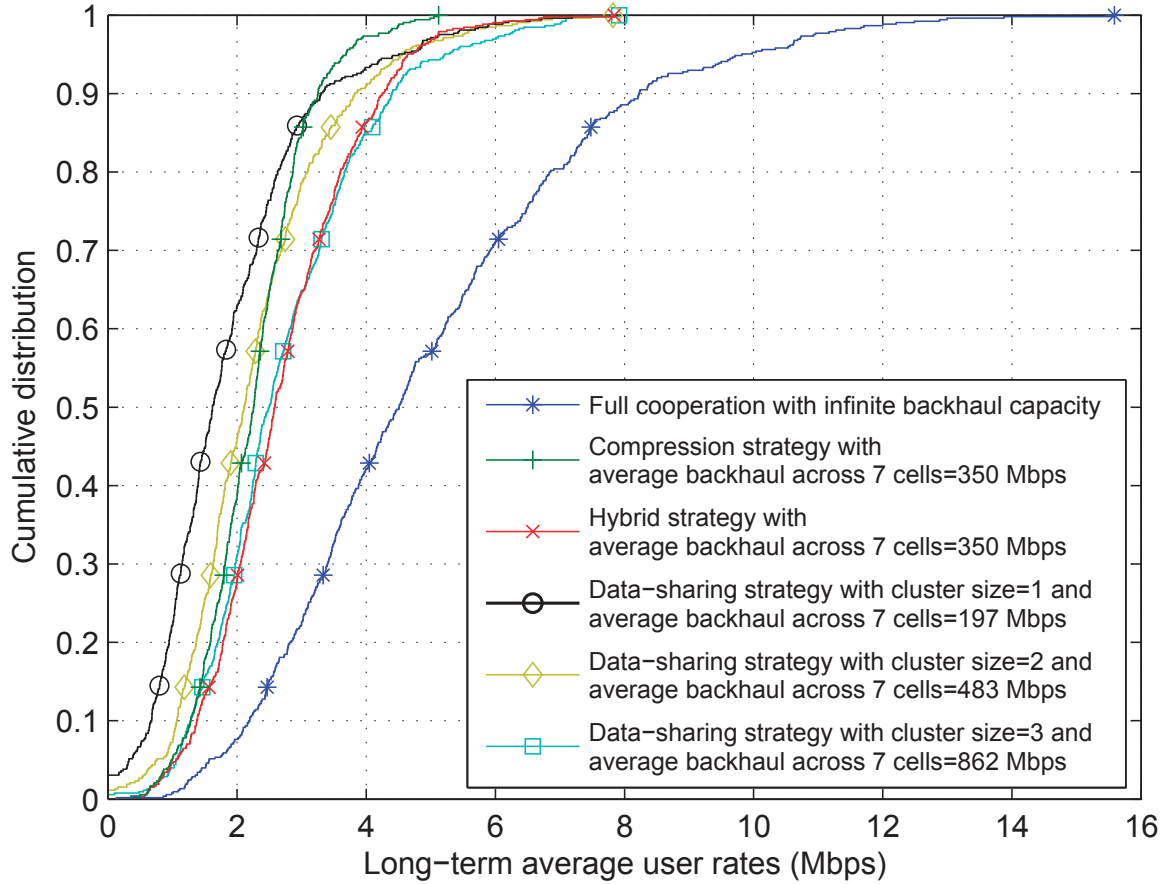 1
0.9
0.8
0.7
0.6
0.5
0.4
0.3
0.2
0.1
0
Cumulative distribution
Full cooperation with infinite backhaul capacity
Compression strategy with
average backhaul across 7 cells=350 Mbps
Hybrid strategy with
average backhaul across 7 cells=350 Mbps
Data−sharing strategy with cluster size=1 and
average backhaul across 7 cells=197 Mbps
Data−sharing strategy with cluster size=2 and
average backhaul across 7 cells=483 Mbps
Data−sharing strategy with cluster size=3 and
average backhaul across 7 cells=862 Mbps
0 2 4 6 8 10 12 14 16
Long−term average user rates (Mbps)